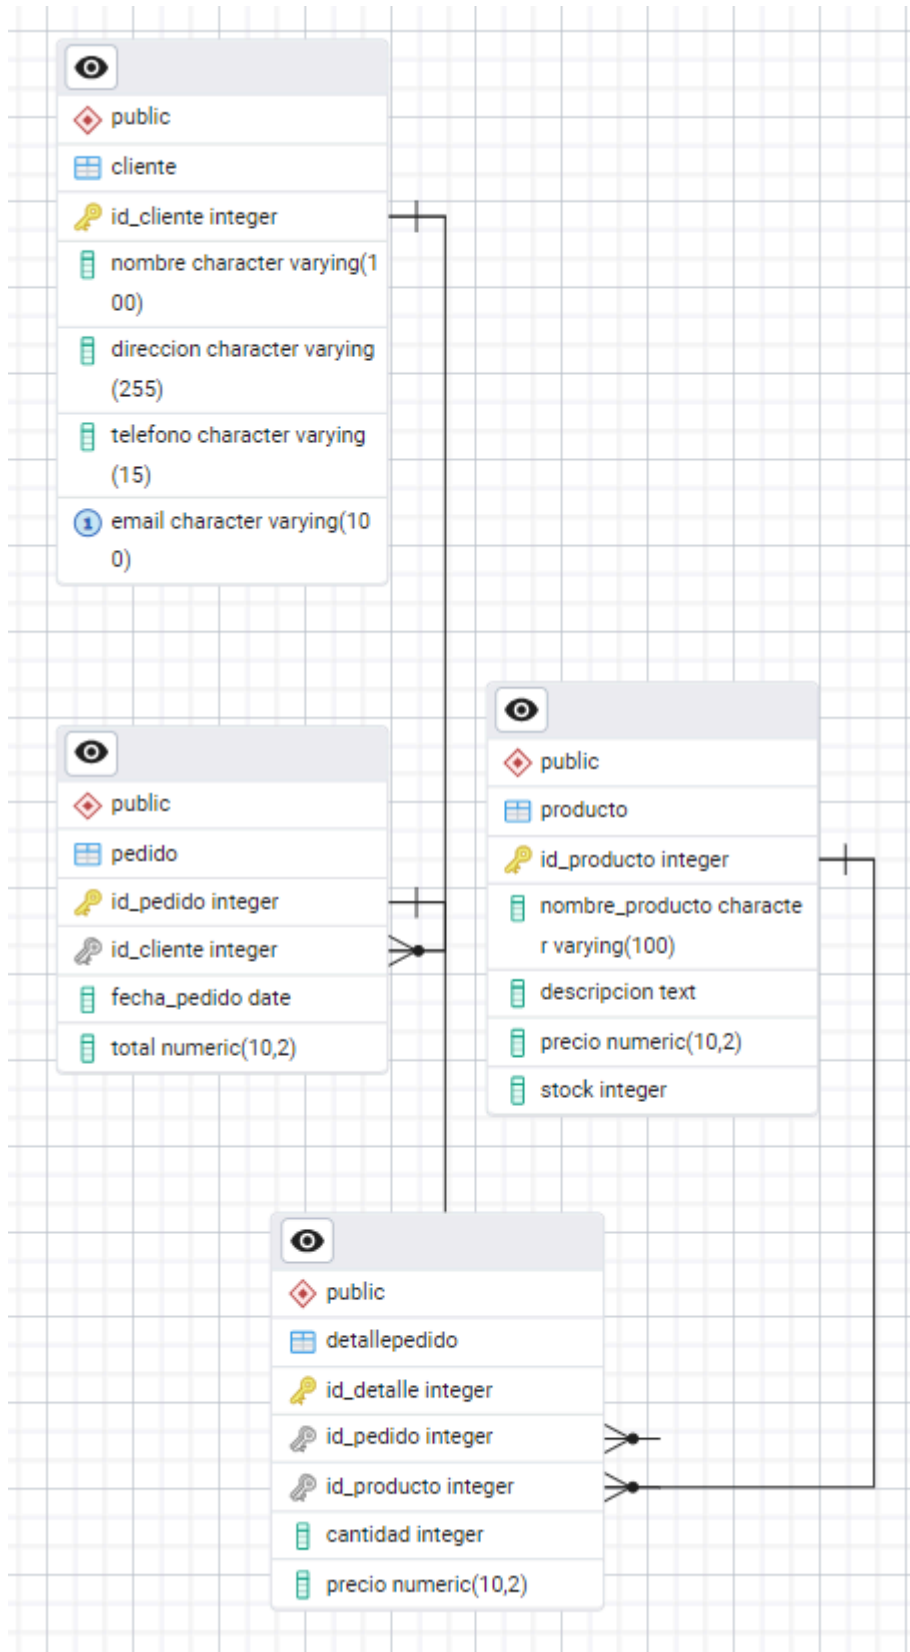 public
cliente
id_cliente integer
nombre character varying(1
00)
direccion character varying
(255)
telefono character varying
(15)
1 email character varying(10
0)
public
pedido
id_pedido integer
id_cliente integer
fecha_pedido date
total numeric(10,2)
public
producto
id_producto integer
nombre_producto characte
r varying(100)
descripcion text
precio numeric(10,2)
stock integer
public
detallepedido
id_detalle integer
id_pedido integer
id_producto integer
cantidad integer
precio numeric(10,2)